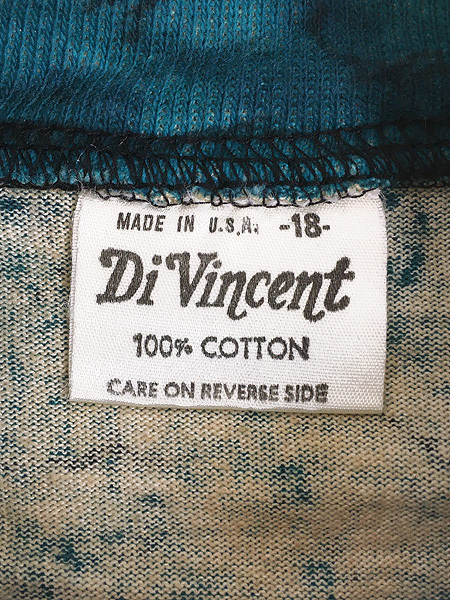 MADE IN U.S.A. -18-
Di Vincent
100% COTTON
CARE ON REVERSE SIDE